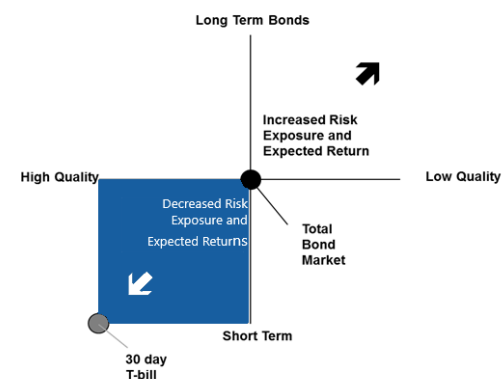 Long Term Bonds
Increased Risk
Exposure and
Expected Return
High Quality
Low Quality
Decreased Risk
Exposure and
Expected Returns
Total
Bond
Market
Short Term
30 day
T-bill